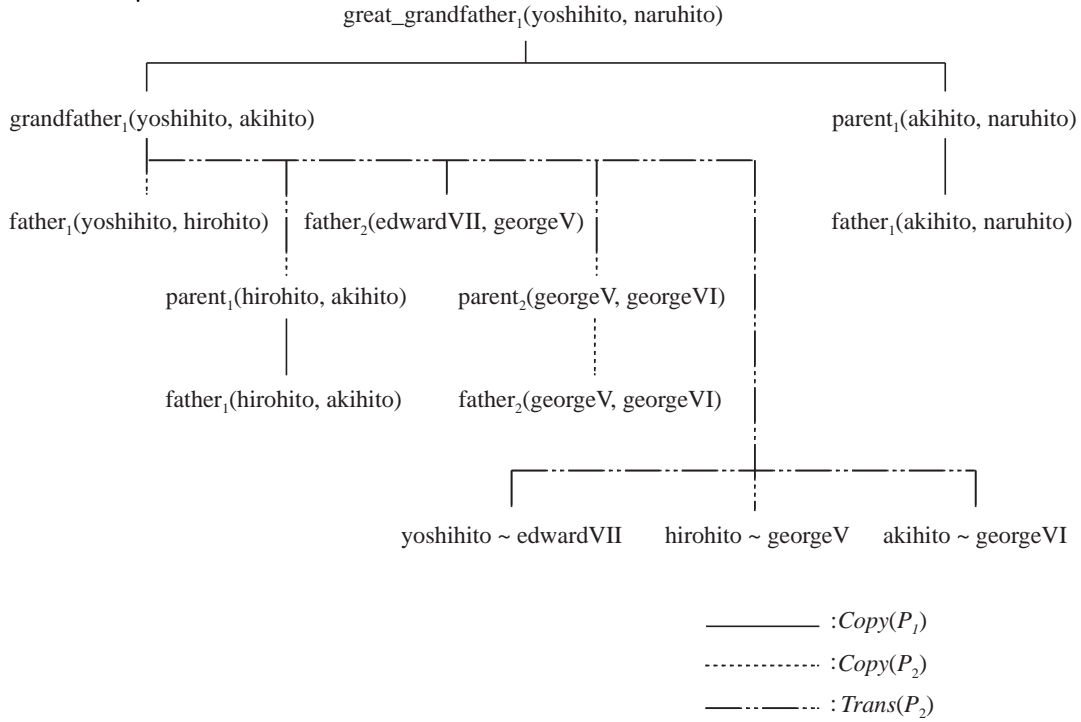 great_grandfather₁(yoshihito, naruhito)
grandfather₁(yoshihito, akihito)
parent₁(akihito, naruhito)
father₁(yoshihito, hirohito)
father₂(edwardVII, georgeV)
father₁(akihito, naruhito)
parent₁(hirohito, akihito)
parent₂(georgeV, georgeVI)
father₁(hirohito, akihito)
father₂(georgeV, georgeVI)
yoshihito ~ edwardVII
hirohito ~ georgeV
akihito ~ georgeVI
:Copy(P₁)
:Copy(P₂)
:Trans(P₂)